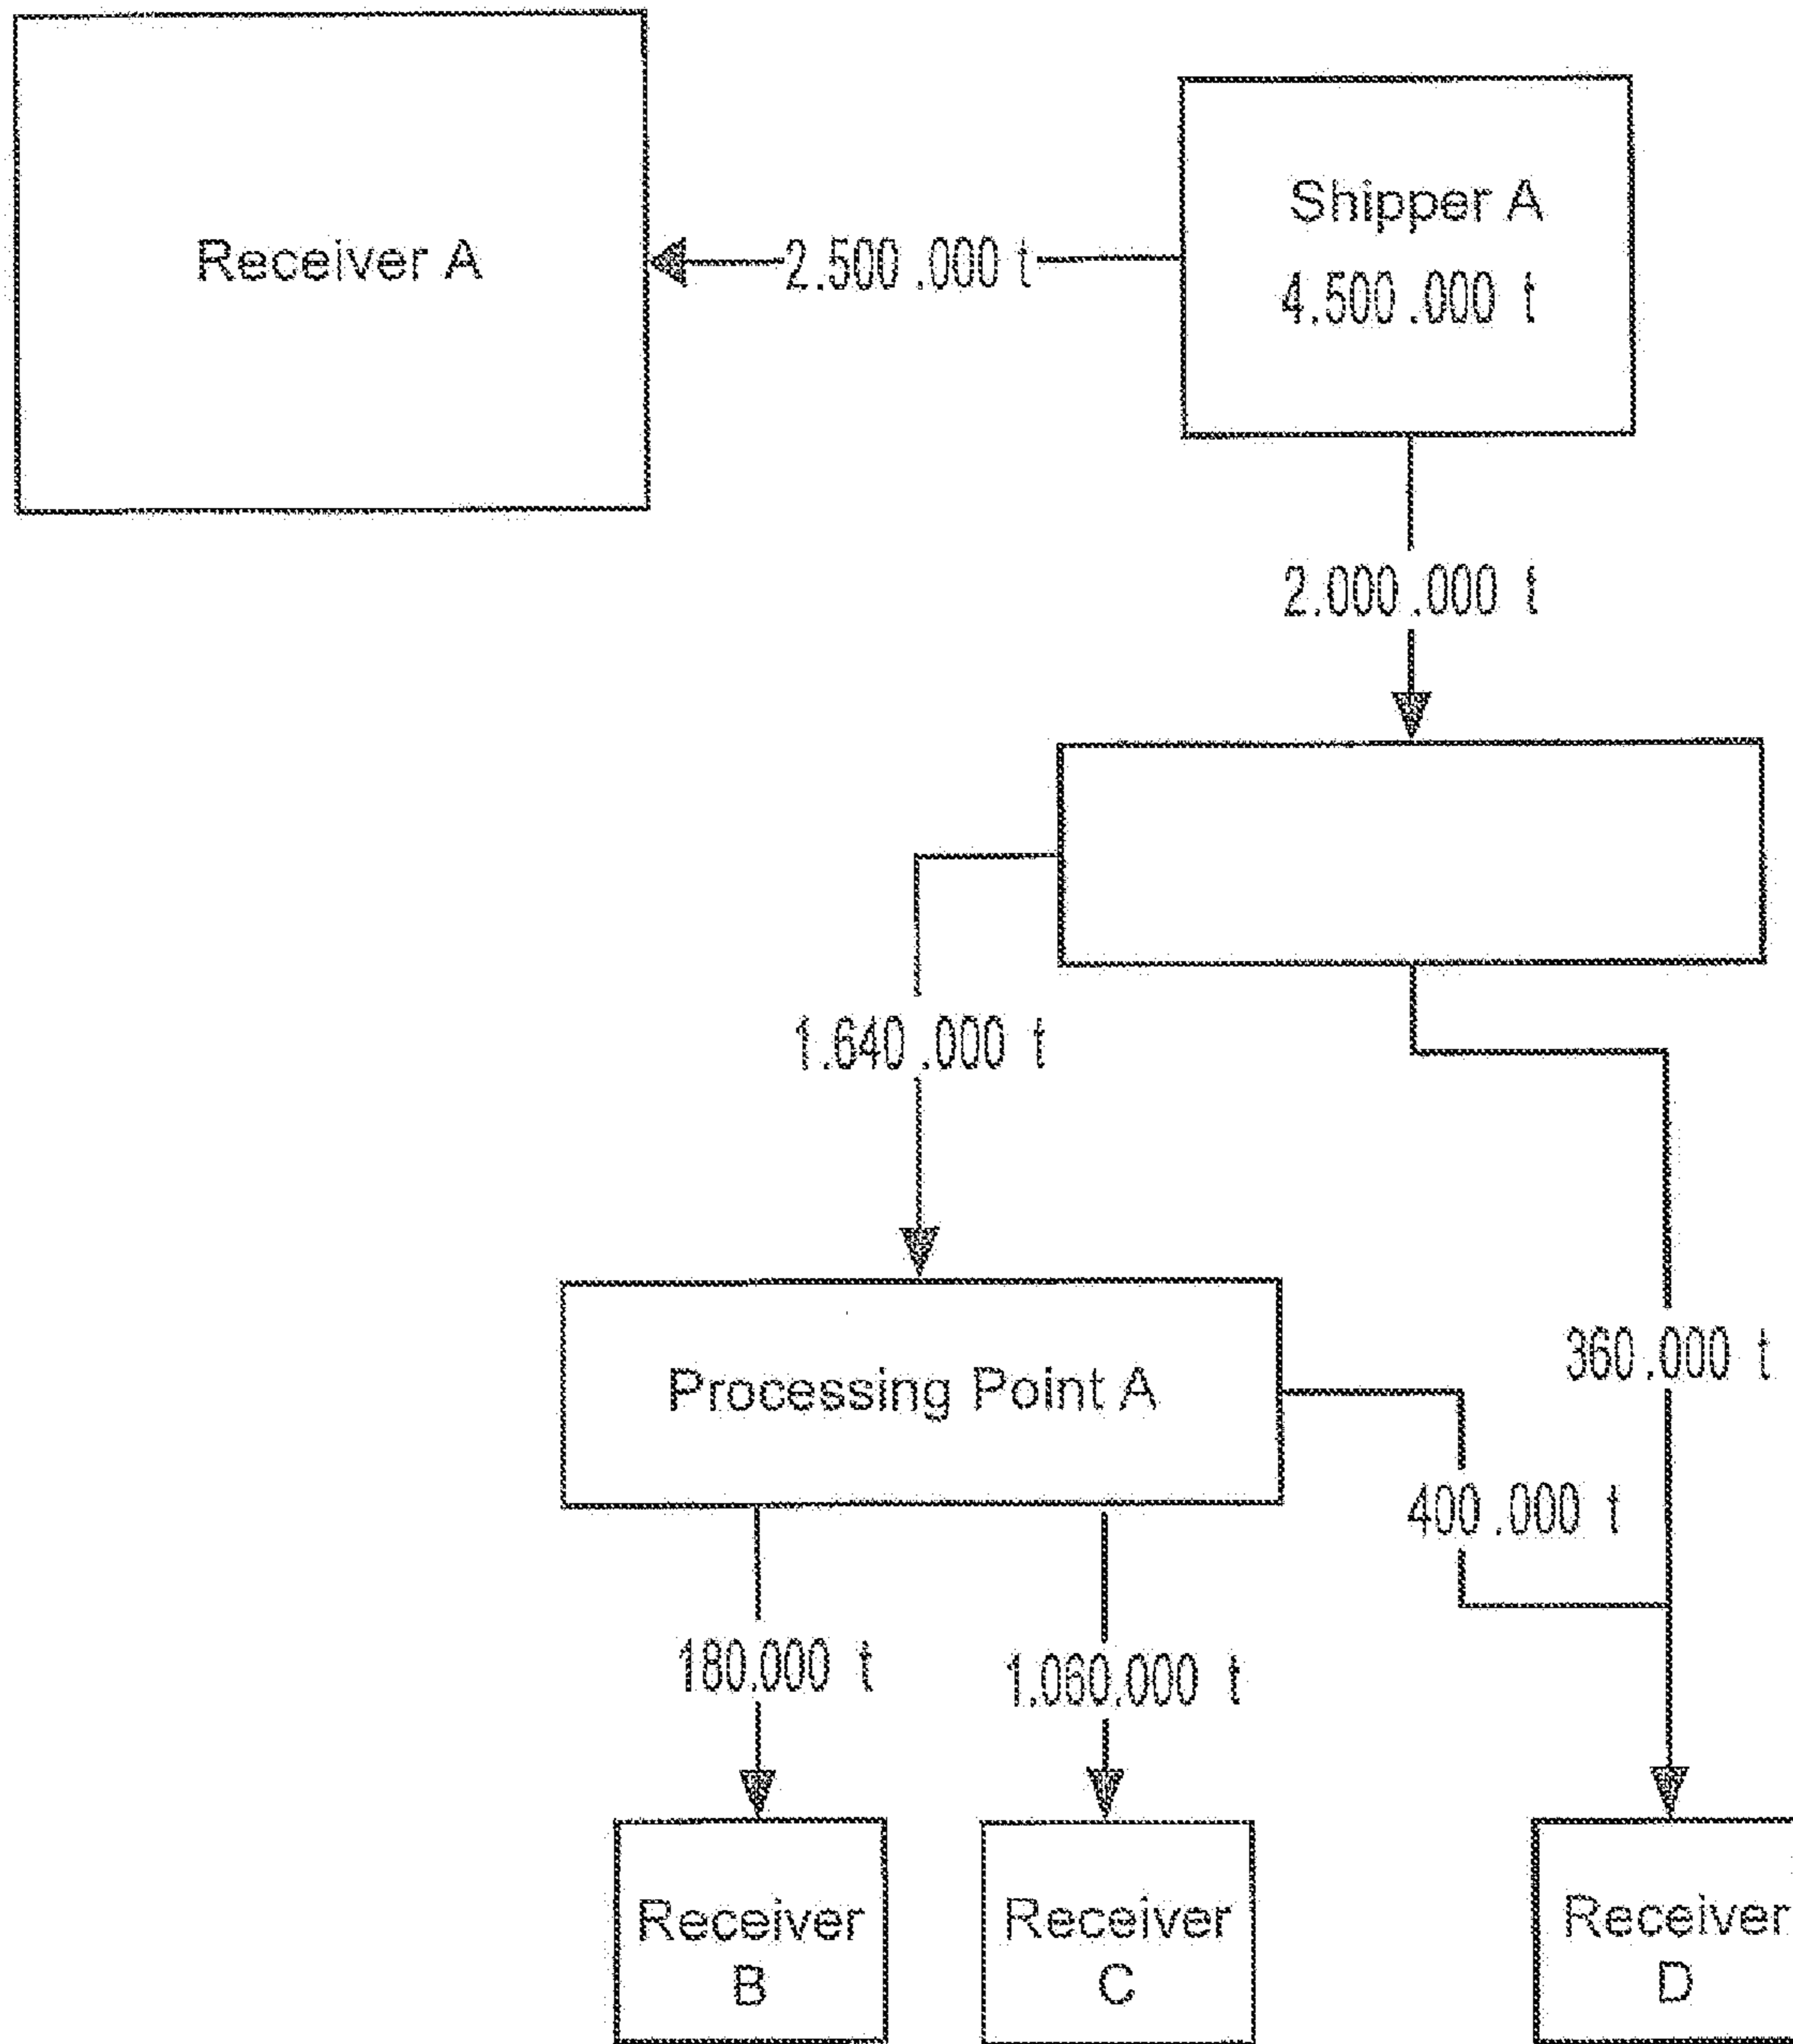 Receiver A
2.500.000 t
Shipper A
4.500.000 t
2.000.000 t
1.640.000 t
360.000 t
Processing Point A
400.000 t
180.000 t
1.060.000 t
Receiver
B
Receiver
C
Receiver
D